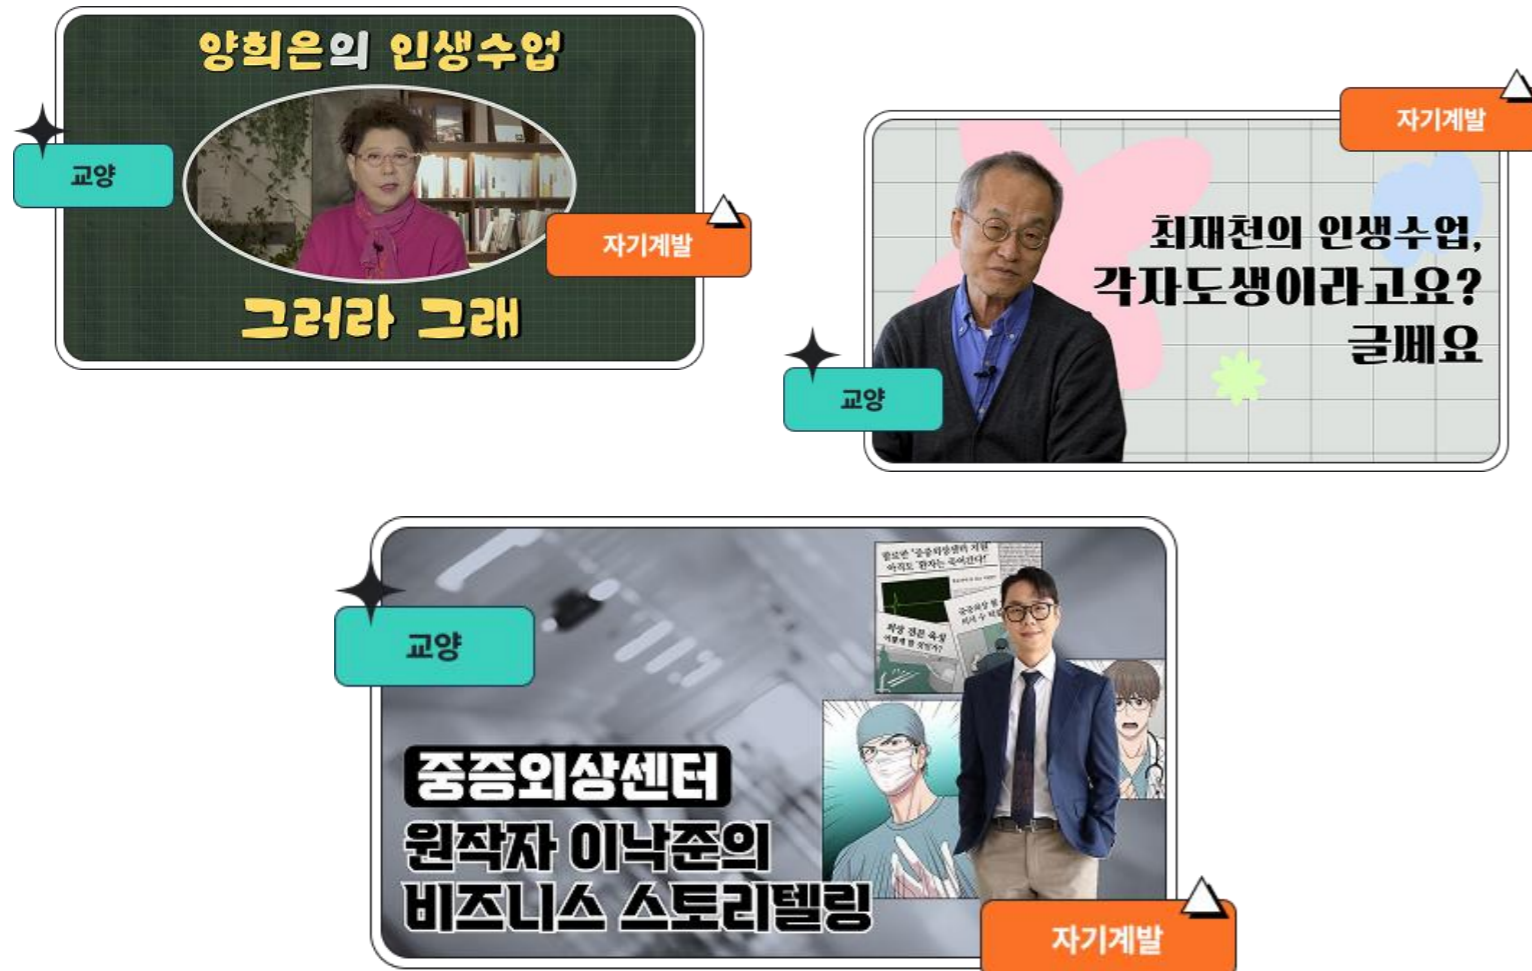 양희은의 인생수업
교양
자기계발
그러라 그래
자기계발
최재천의 인생수업,
각자도생이라고요?
글쎄요
교양
교양
중증외상센터
원작자 이낙준의
비즈니스 스토리텔링
자기계발